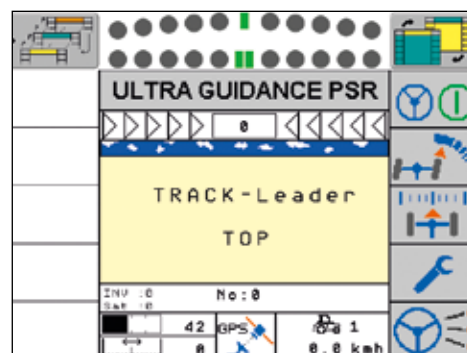 ULTRA GUIDANCE PSR
0
TRACK-Leader
TOP
INV :0
No:0
SAR :0
42
GPS
1
0
0.0 kmh